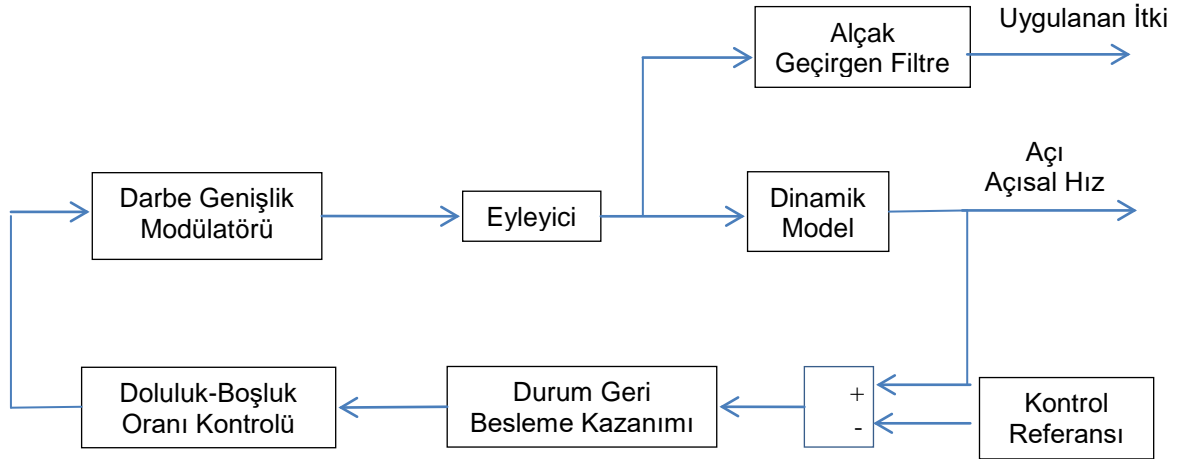 Uygulanan İtki
Alçak
Geçirgen Filtre
Açı
Açısal Hız
Darbe Genişlik
Modülatörü
Eyleyici
Dinamik
Model
Doluluk-Boşluk
Oranı Kontrolü
Durum Geri
Besleme Kazanımı
+
-
Kontrol
Referansı